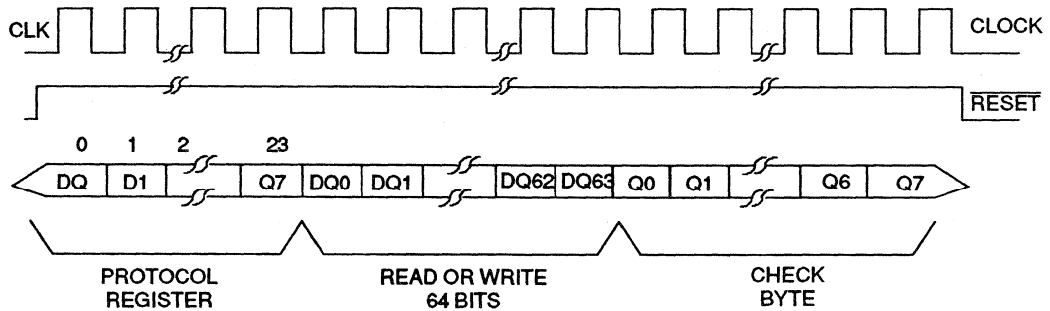 CLK CLOCK
RESET
0 1 2 23
DQ D1 Q7 DQ0 DQ1 DQ62 DQ63 Q0 Q1 Q6 Q7
PROTOCOL REGISTER
READ OR WRITE 64 BITS
CHECK BYTE